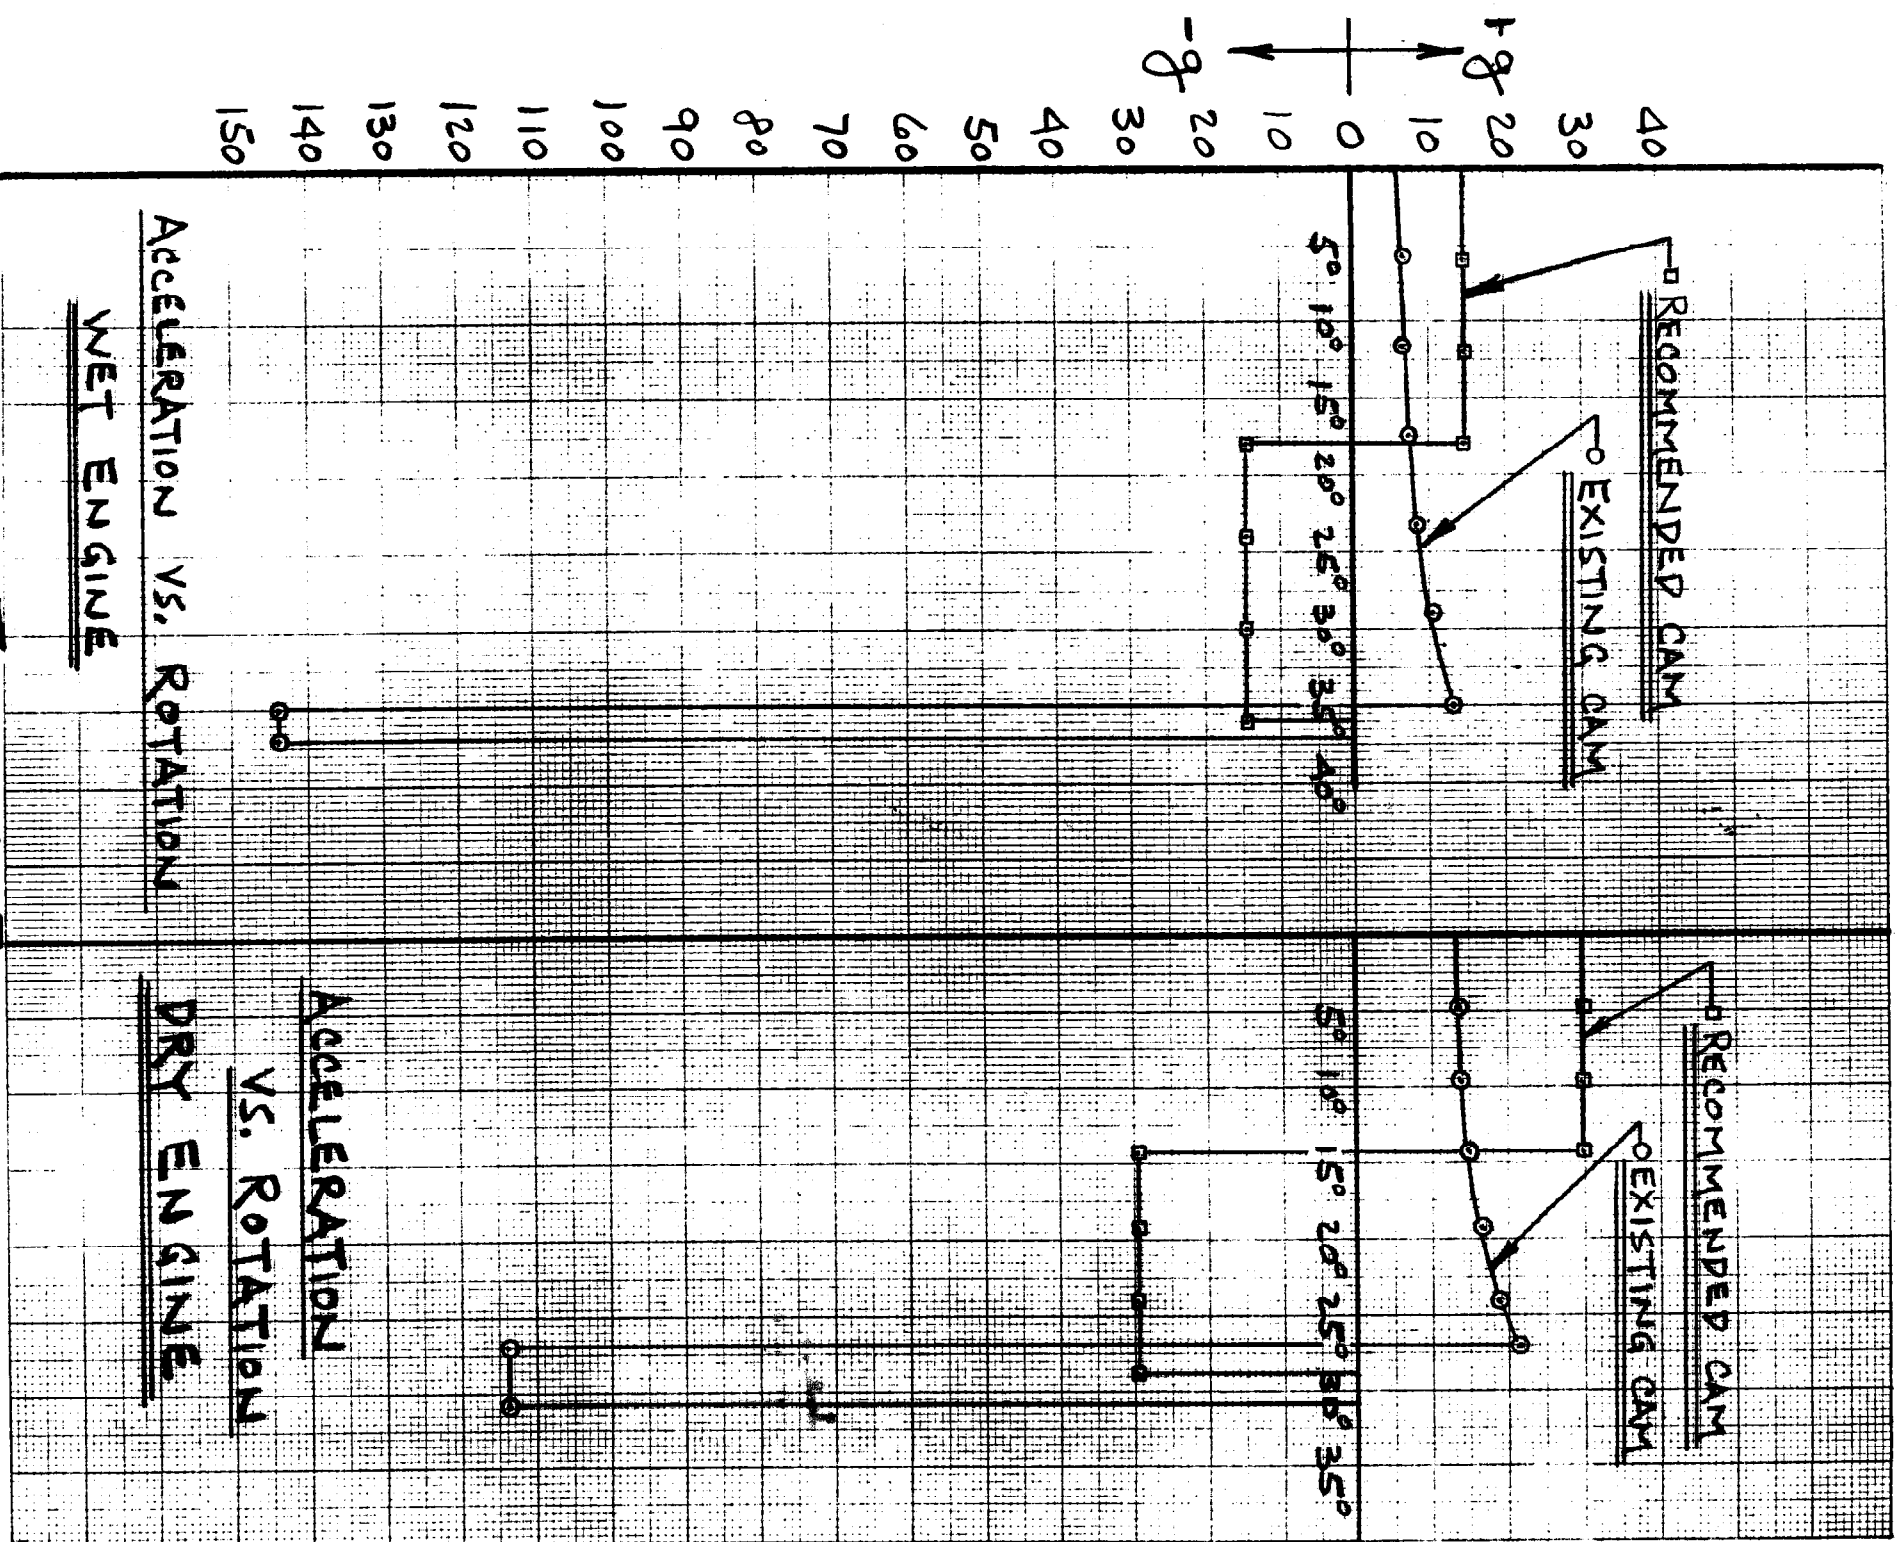 +g
-g
40
30
20
10
0
10
20
30
40
50
60
70
80
90
100
110
120
130
140
150
RECOMMENDED CAM
EXISTING CAM
5° 10° 15° 20° 25° 30° 35° 40°
ACCELERATION VS. ROTATION
WET ENGINE
RECOMMENDED CAM
EXISTING CAM
5° 10° 15° 20° 25° 30° 35°
ACCELERATION
VS. ROTATION
DRY ENGINE